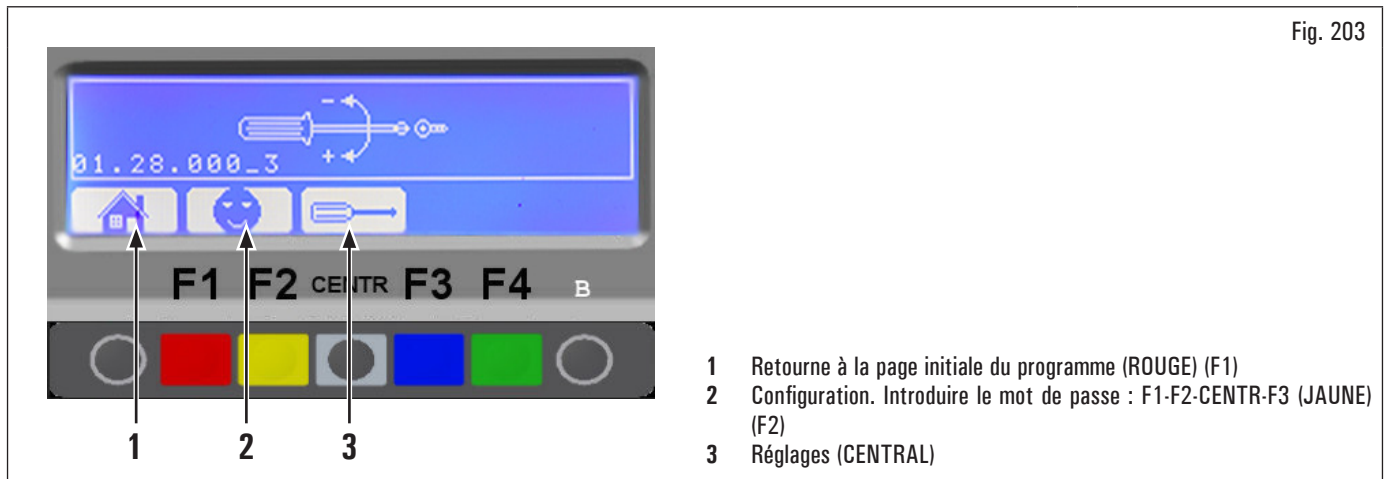 Fig. 203
01.28.000_3
- 
+
F1 F2 CENTR F3 F4 B
1 2 3
1 Retourne à la page initiale du programme (ROUGE) (F1)
2 Configuration. Introduire le mot de passe : F1-F2-CENTR-F3 (JAUNE)
(F2)
3 Réglages (CENTRAL)